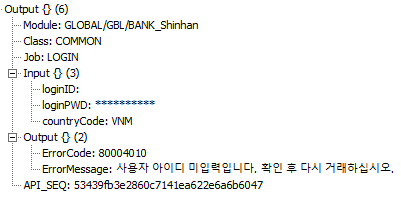 Output {} (6)
Module: GLOBAL/GBL/BANK_Shinhan
Class: COMMON
Job: LOGIN
Input {} (3)
loginID:
loginPWD: **********
countryCode: VNM
Output {} (2)
ErrorCode: 80004010
ErrorMessage: 사용자 아이디 미입력입니다. 확인 후 다시 거래하십시오.
API_SEQ: 53439fb3e2860c7141ea622e6a6b6047